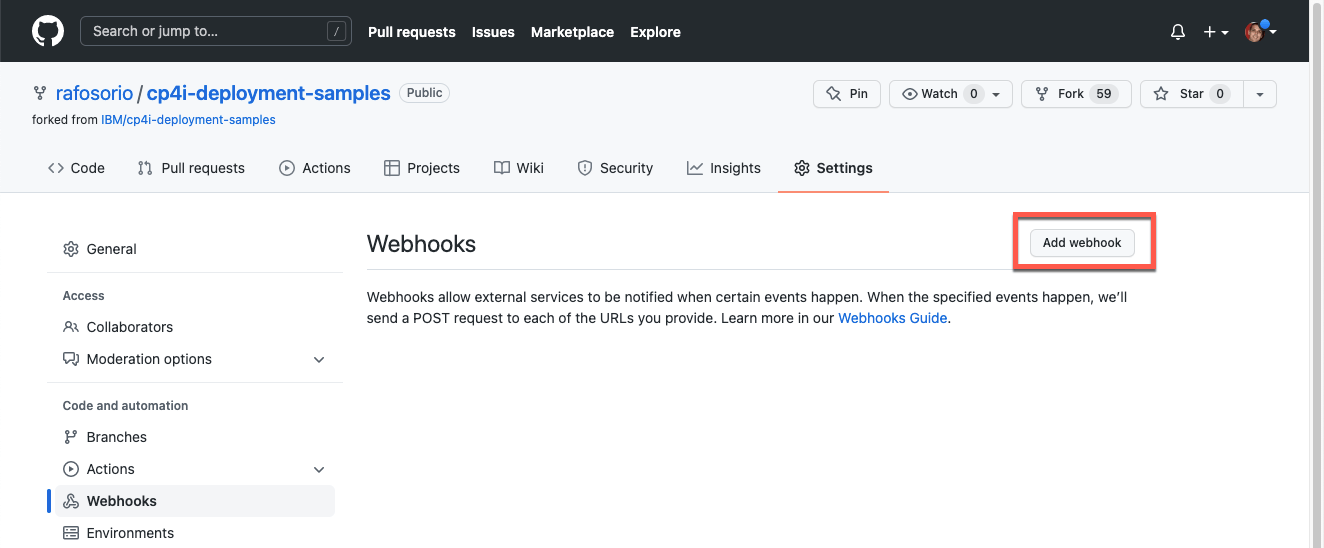 Search or jump to... / Pull requests Issues Marketplace Explore
rafosorio / cp4i-deployment-samples Public Pin Watch 0 Fork 59 Star 0
forked from IBM/cp4i-deployment-samples
Code Pull requests Actions Projects Wiki Security Insights Settings
General
Access
Collaborators
Moderation options
Code and automation
Branches
Actions
Webhooks
Environments
Webhooks Add webhook
Webhooks allow external services to be notified when certain events happen. When the specified events happen, we’ll
send a POST request to each of the URLs you provide. Learn more in our Webhooks Guide.